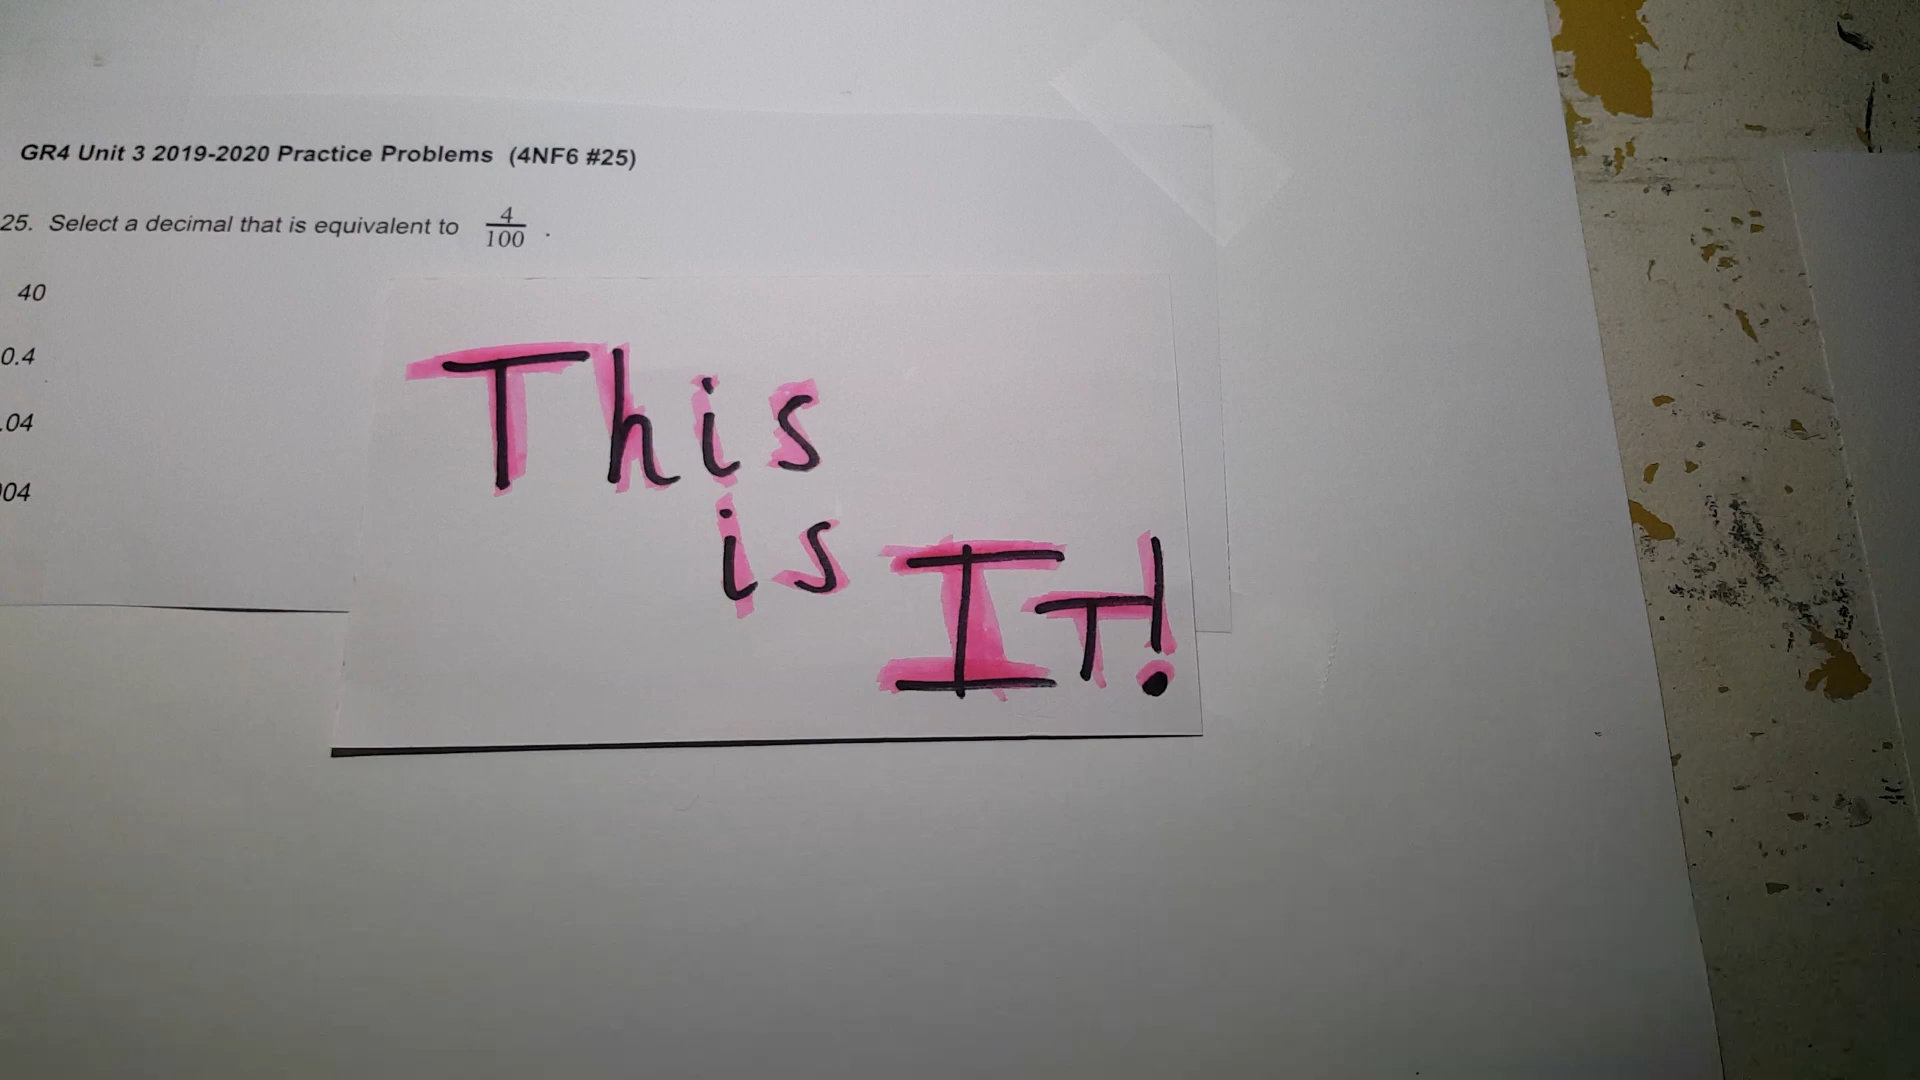 GR4 Unit 3 2019-2020 Practice Problems (4NF6 #25)
25. Select a decimal that is equivalent to 4/100 .
40
0.4
.04
04
This
is It!